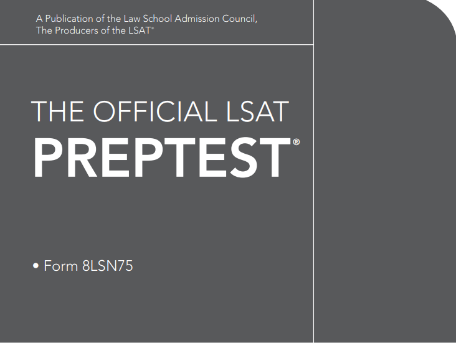 A Publication of the Law School Admission Council,
The Producers of the LSAT®
THE OFFICIAL LSAT
PREPTEST®
• Form 8LSN75